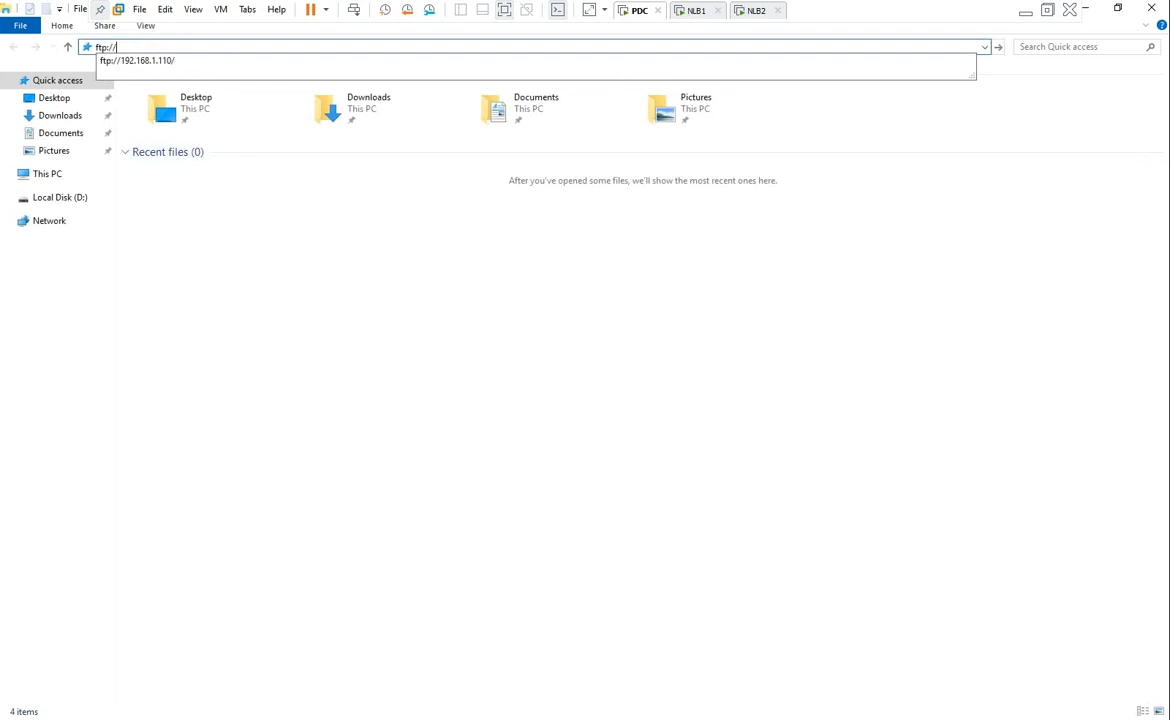 File File Edit View VM Tabs Help PDC NLB1 NLB2
File Home Share View
ftp://
Search Quick access
ftp://192.168.1.110/
Quick access
Desktop
Downloads
Documents
Pictures
This PC
Local Disk (D:)
Network
Desktop
This PC
Downloads
This PC
Documents
This PC
Pictures
This PC
Recent files (0)
After you've opened some files, we'll show the most recent ones here.
4 items